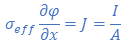 σ_eff ∂φ/∂x = J = I/A